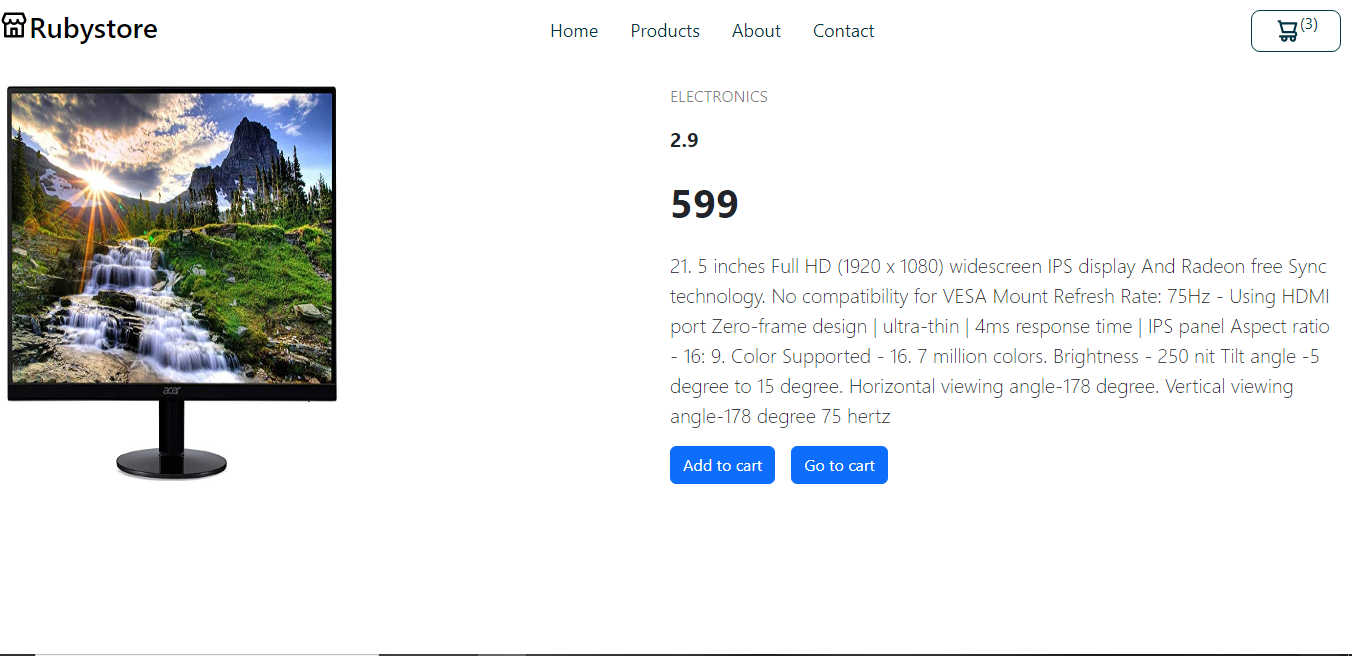 Rubystore
Home Products About Contact
(3)
ELECTRONICS
2.9
599
21. 5 inches Full HD (1920 x 1080) widescreen IPS display And Radeon free Sync
technology. No compatibility for VESA Mount Refresh Rate: 75Hz - Using HDMI
port Zero-frame design | ultra-thin | 4ms response time | IPS panel Aspect ratio
- 16: 9. Color Supported - 16. 7 million colors. Brightness - 250 nit Tilt angle -5
degree to 15 degree. Horizontal viewing angle-178 degree. Vertical viewing
angle-178 degree 75 hertz
Add to cart Go to cart
acer